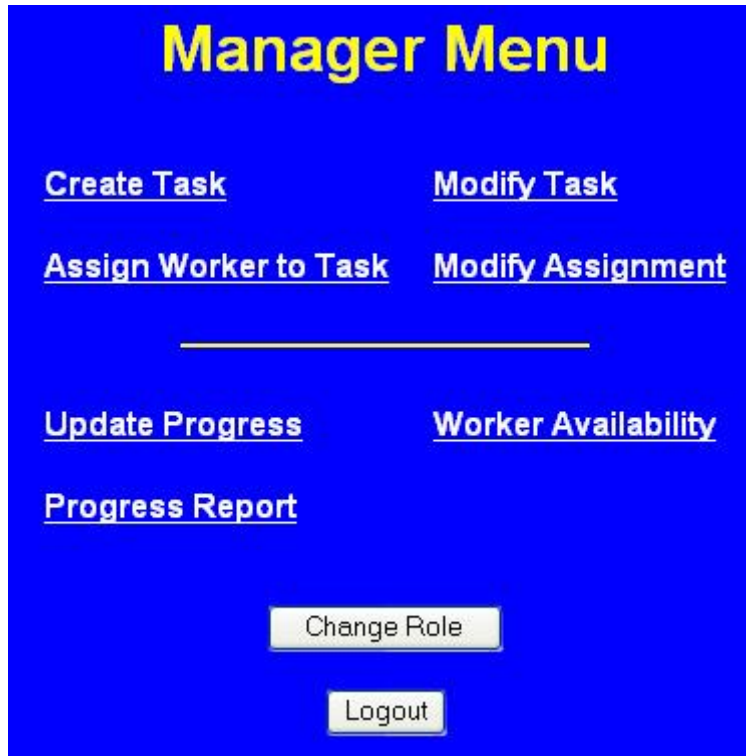 Manager Menu
Create Task Modify Task
Assign Worker to Task Modify Assignment
Update Progress Worker Availability
Progress Report
Change Role
Logout